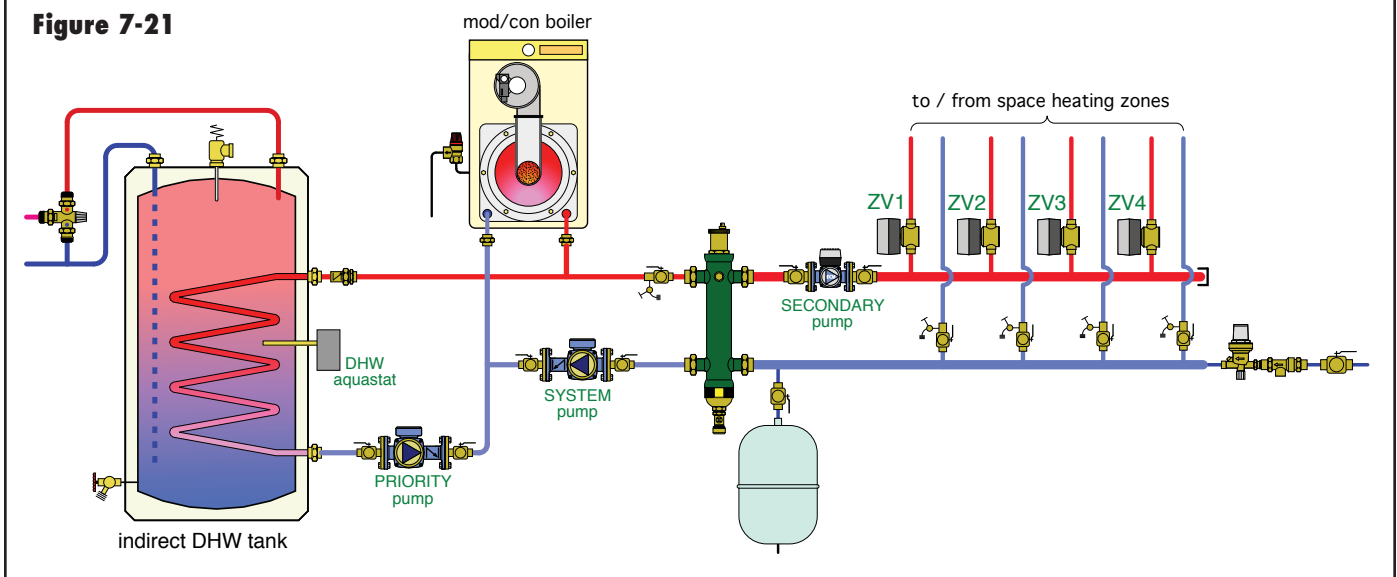 Figure 7-21
mod/con boiler
to / from space heating zones
ZV1
ZV2
ZV3
ZV4
SECONDARY
pump
DHW
aquastat
SYSTEM
pump
PRIORITY
pump
indirect DHW tank